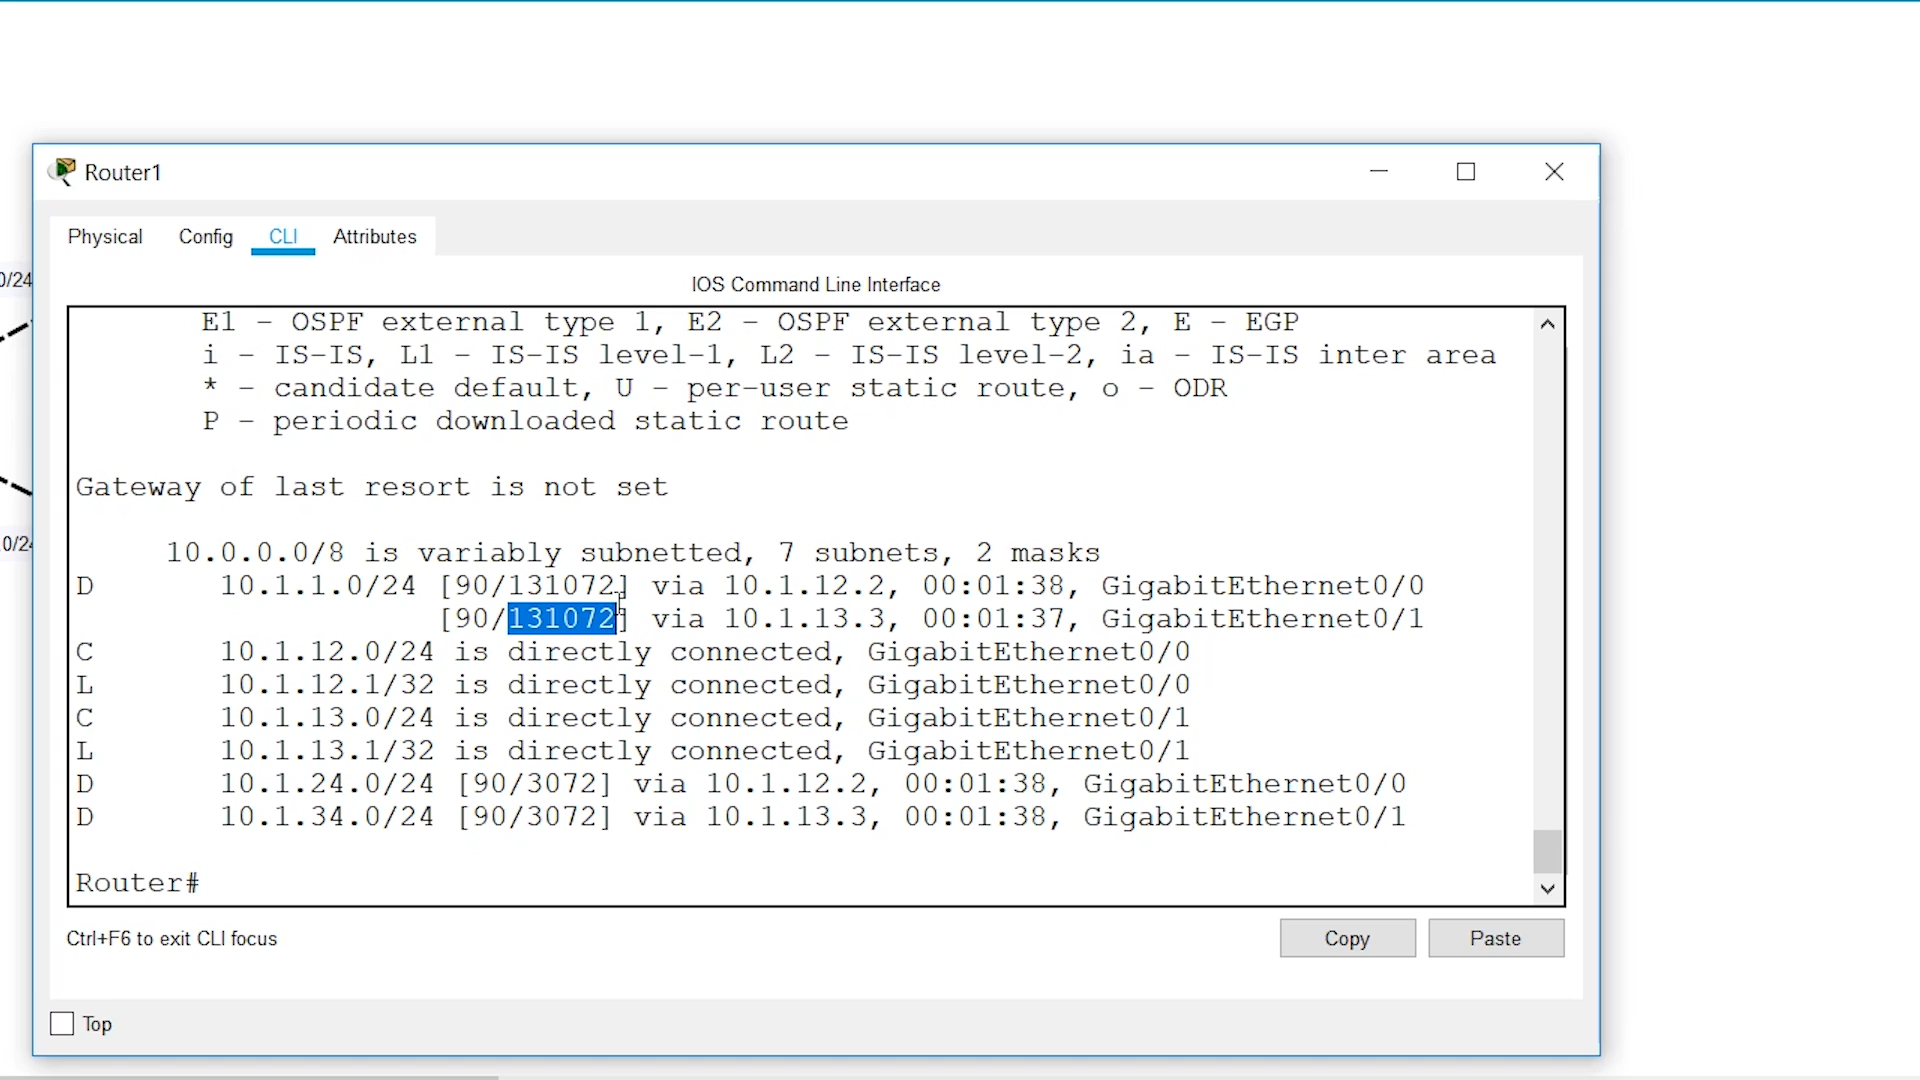 Router1
Physical Config CLI Attributes
0/24
IOS Command Line Interface
E1 - OSPF external type 1, E2 - OSPF external type 2, E - EGP
i - IS-IS, L1 - IS-IS level-1, L2 - IS-IS level-2, ia - IS-IS inter area
* - candidate default, U - per-user static route, o - ODR
P - periodic downloaded static route
Gateway of last resort is not set
.0/24
10.0.0.0/8 is variably subnetted, 7 subnets, 2 masks
D 10.1.1.0/24 [90/131072] via 10.1.12.2, 00:01:38, GigabitEthernet0/0
[90/131072] via 10.1.13.3, 00:01:37, GigabitEthernet0/1
C 10.1.12.0/24 is directly connected, GigabitEthernet0/0
L 10.1.12.1/32 is directly connected, GigabitEthernet0/0
C 10.1.13.0/24 is directly connected, GigabitEthernet0/1
L 10.1.13.1/32 is directly connected, GigabitEthernet0/1
D 10.1.24.0/24 [90/3072] via 10.1.12.2, 00:01:38, GigabitEthernet0/0
D 10.1.34.0/24 [90/3072] via 10.1.13.3, 00:01:38, GigabitEthernet0/1
Router#
Ctrl+F6 to exit CLI focus
Copy Paste
Top